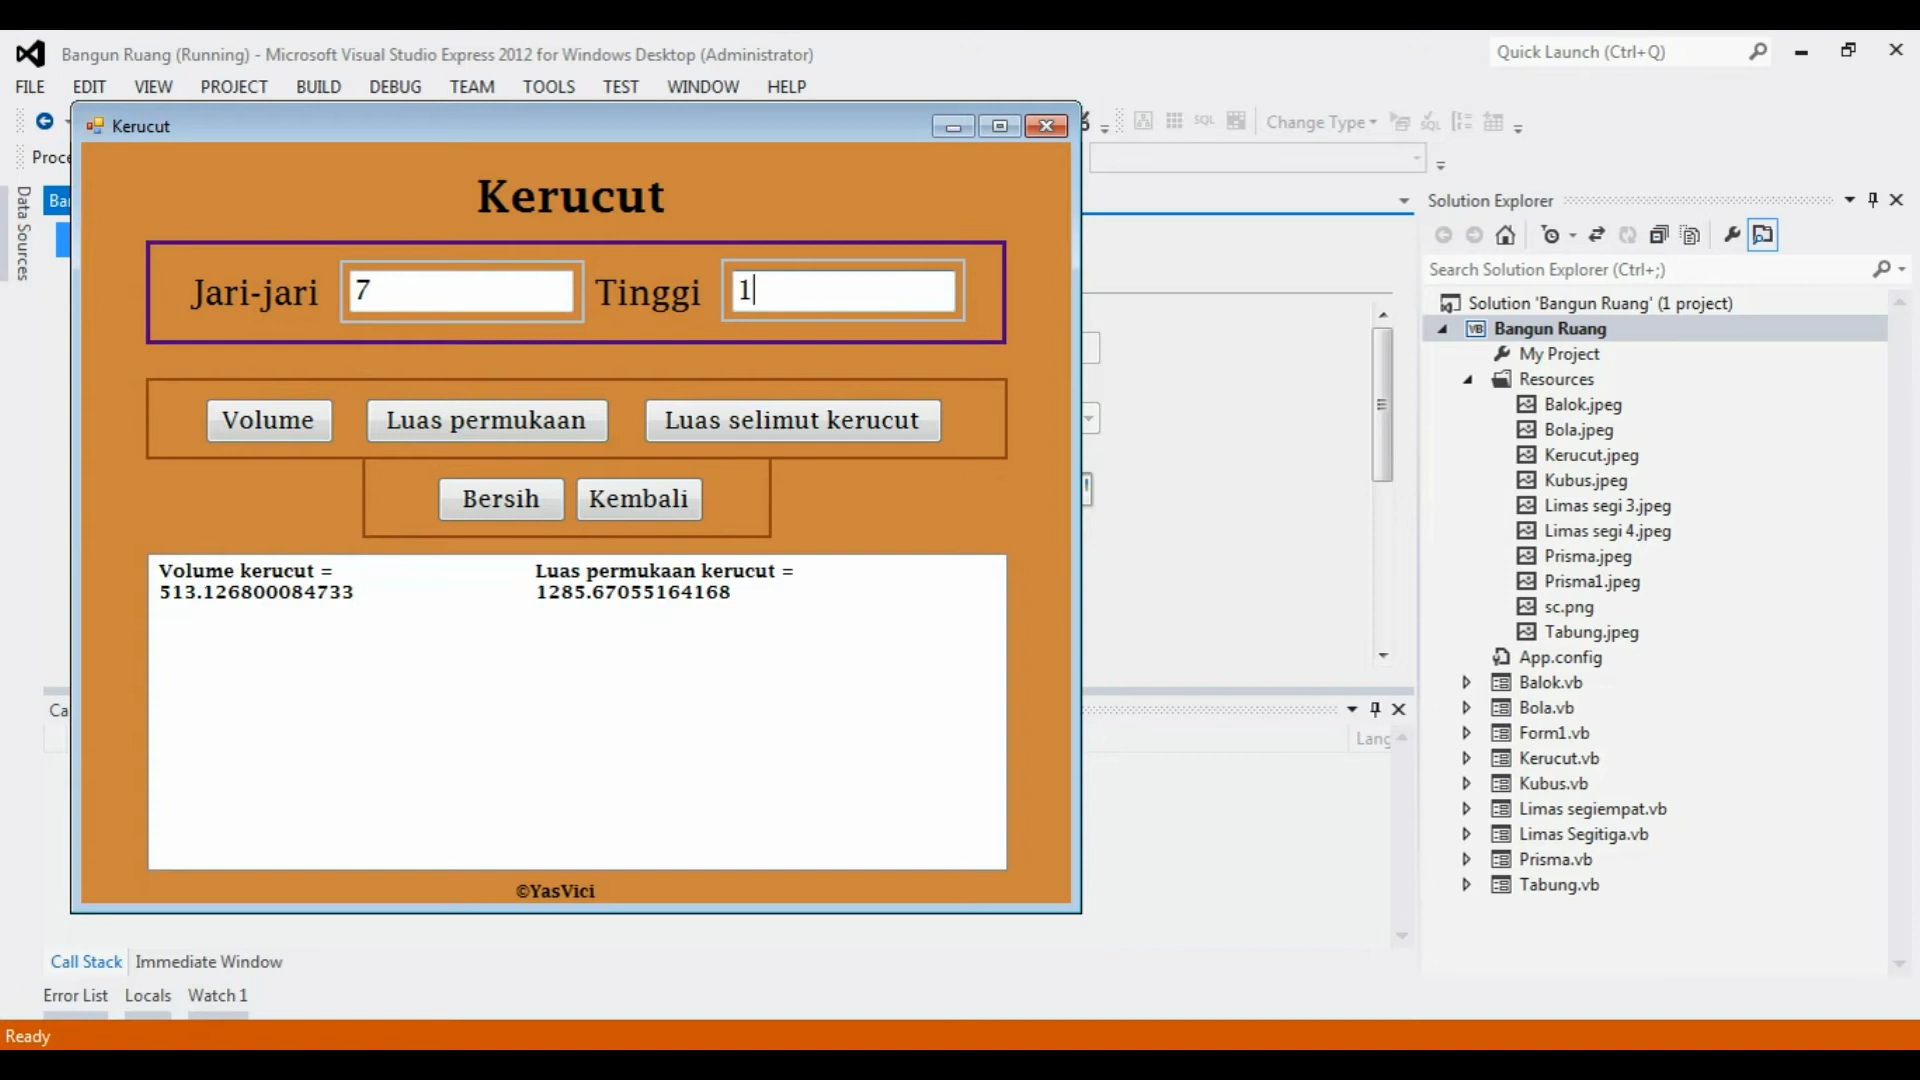 Bangun Ruang (Running) - Microsoft Visual Studio Express 2012 for Windows Desktop (Administrator)
Quick Launch (Ctrl+Q)
FILE EDIT VIEW PROJECT BUILD DEBUG TEAM TOOLS TEST WINDOW HELP
Kerucut
SQL
Change Type
Proce
Data Sources
Ba
Kerucut
Jari-jari 7 Tinggi 1
Volume Luas permukaan Luas selimut kerucut
Bersih Kembali
Volume kerucut = Luas permukaan kerucut =
513.126800084733 1285.67055164168
©YasVici
Solution Explorer
Search Solution Explorer (Ctrl+;)
Solution 'Bangun Ruang' (1 project)
VB Bangun Ruang
My Project
Resources
Balok.jpeg
Bola.jpeg
Kerucut.jpeg
Kubus.jpeg
Limas segi 3.jpeg
Limas segi 4.jpeg
Prisma.jpeg
Prisma1.jpeg
sc.png
Tabung.jpeg
App.config
Balok.vb
Bola.vb
Form1.vb
Kerucut.vb
Kubus.vb
Limas segiempat.vb
Limas Segitiga.vb
Prisma.vb
Tabung.vb
Ca
Lang
Call Stack Immediate Window
Error List Locals Watch 1
Ready